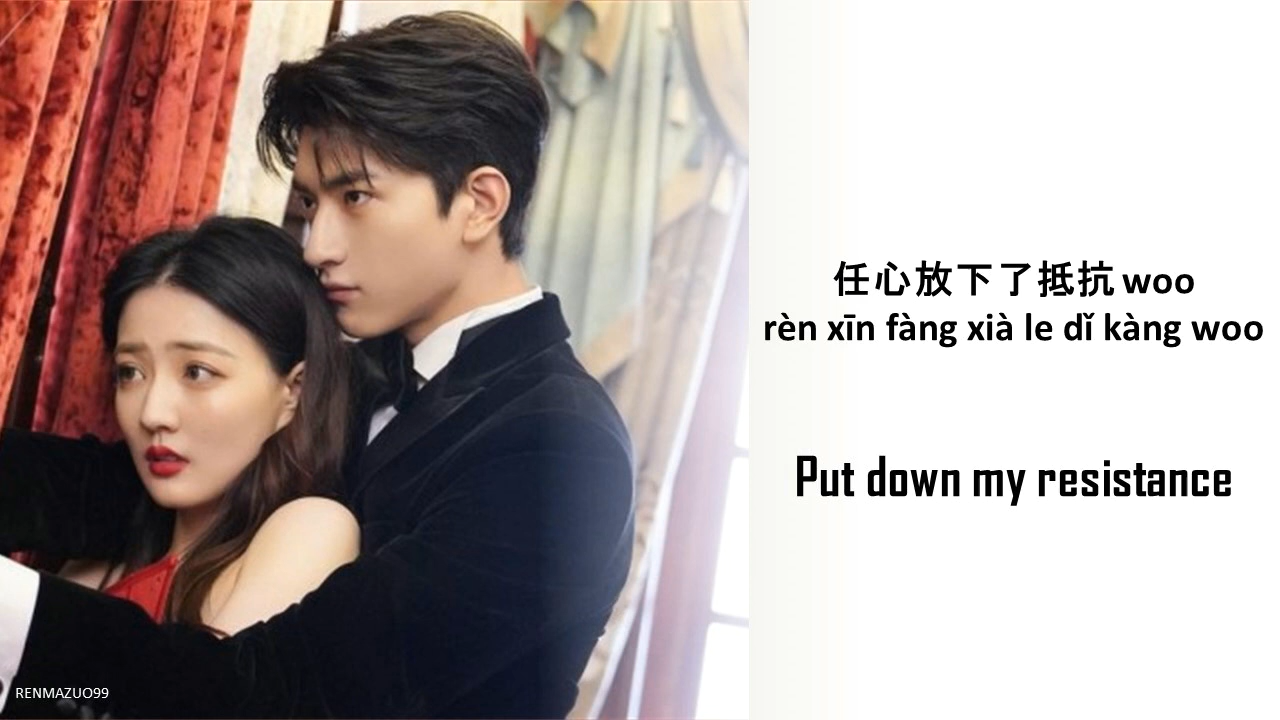 任心放下了抵抗 woo
rèn xīn fàng xià le dǐ kàng woo
Put down my resistance
RENMAZUO99